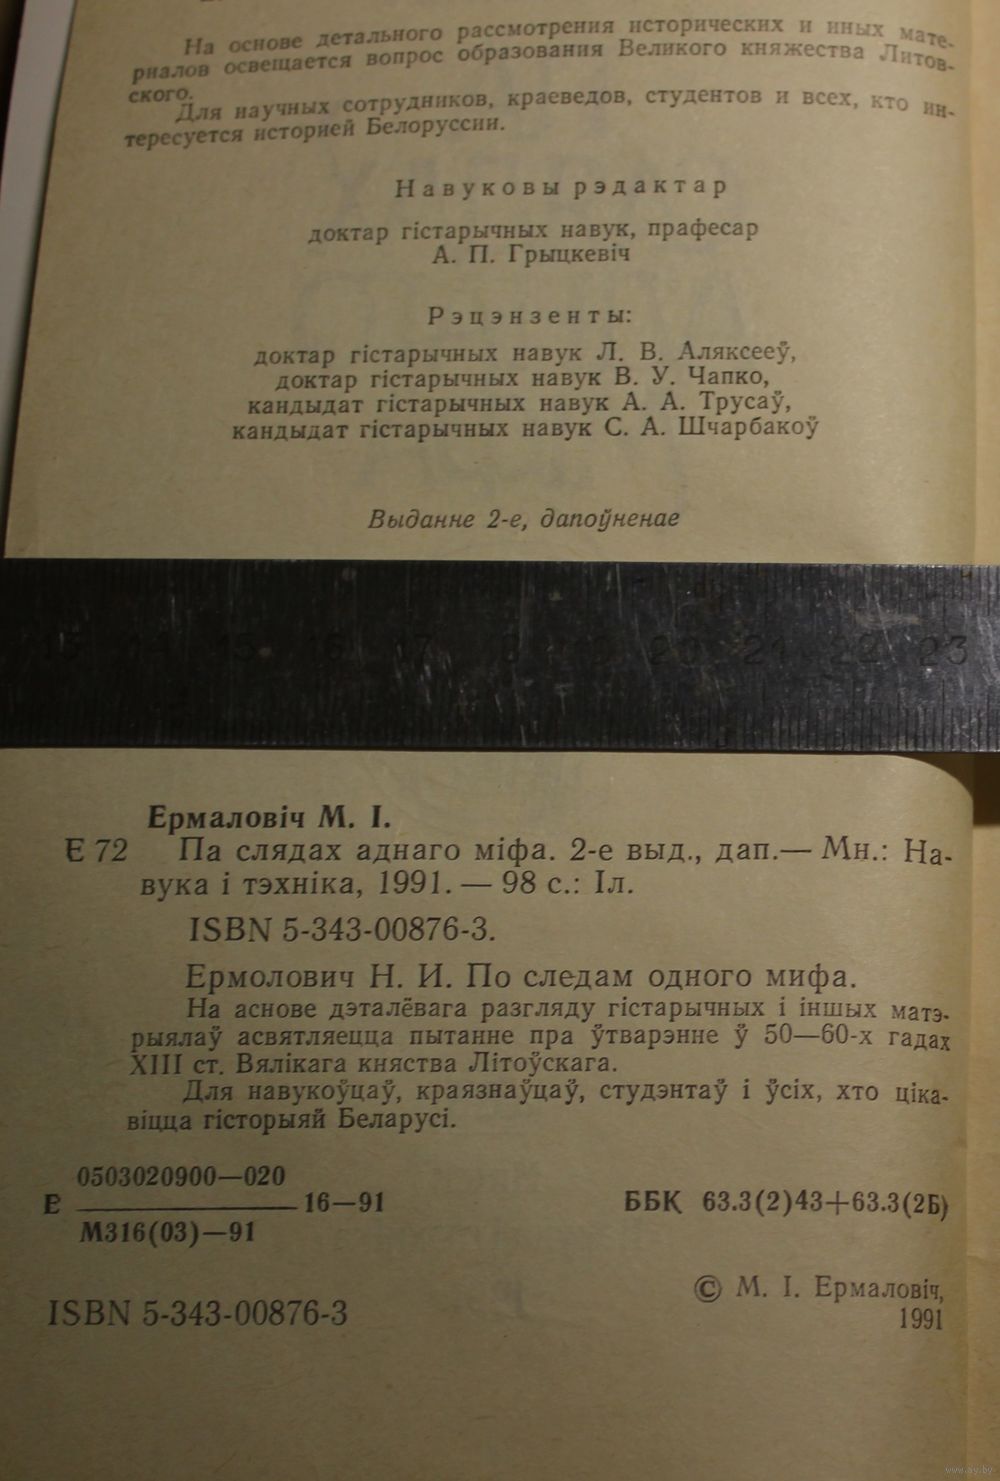 На основе детального рассмотрения исторических и иных мате-
риалов освещается вопрос образования Великого княжества Литов-
ского.
Для научных сотрудников, краеведов, студентов и всех, кто ин-
тересуется историей Белоруссии.
Навуковы рэдактар
доктар гістарычных навук, прафесар
А. П. Грыцкевіч
Рэцэнзенты:
доктар гістарычных навук Л. В. Аляксееў,
доктар гістарычных навук В. У. Чапко,
кандыдат гістарычных навук А. А. Трусаў,
кандыдат гістарычных навук С. А. Шчарбакоў
Выданне 2-е, дапоўненае
15 16 17 20 21 22 23
Ермаловіч М. І.
Е 72 Па слядах аднаго міфа. 2-е выд., дап.— Мн.: На-
вука і тэхніка, 1991. — 98 с.: Іл.
ISBN 5-343-00876-3.
Ермолович Н. И. По следам одного мифа.
На аснове дэталёвага разгляду гістарычных і іншых матэ-
рыялаў асвятляецца пытанне пра ўтварэнне ў 50—60-х гадах
XIII ст. Вялікага княства Літоўскага.
Для навукоўцаў, краязнаўцаў, студэнтаў і ўсіх, хто ціка-
віцца гісторыяй Беларусі.
0503020900—020
Е 16—91
М316(03)—91
ББК 63.3(2)43+63.3(2Б)
ISBN 5-343-00876-3
© М. І. Ермаловіч,
1991
www.ay.by